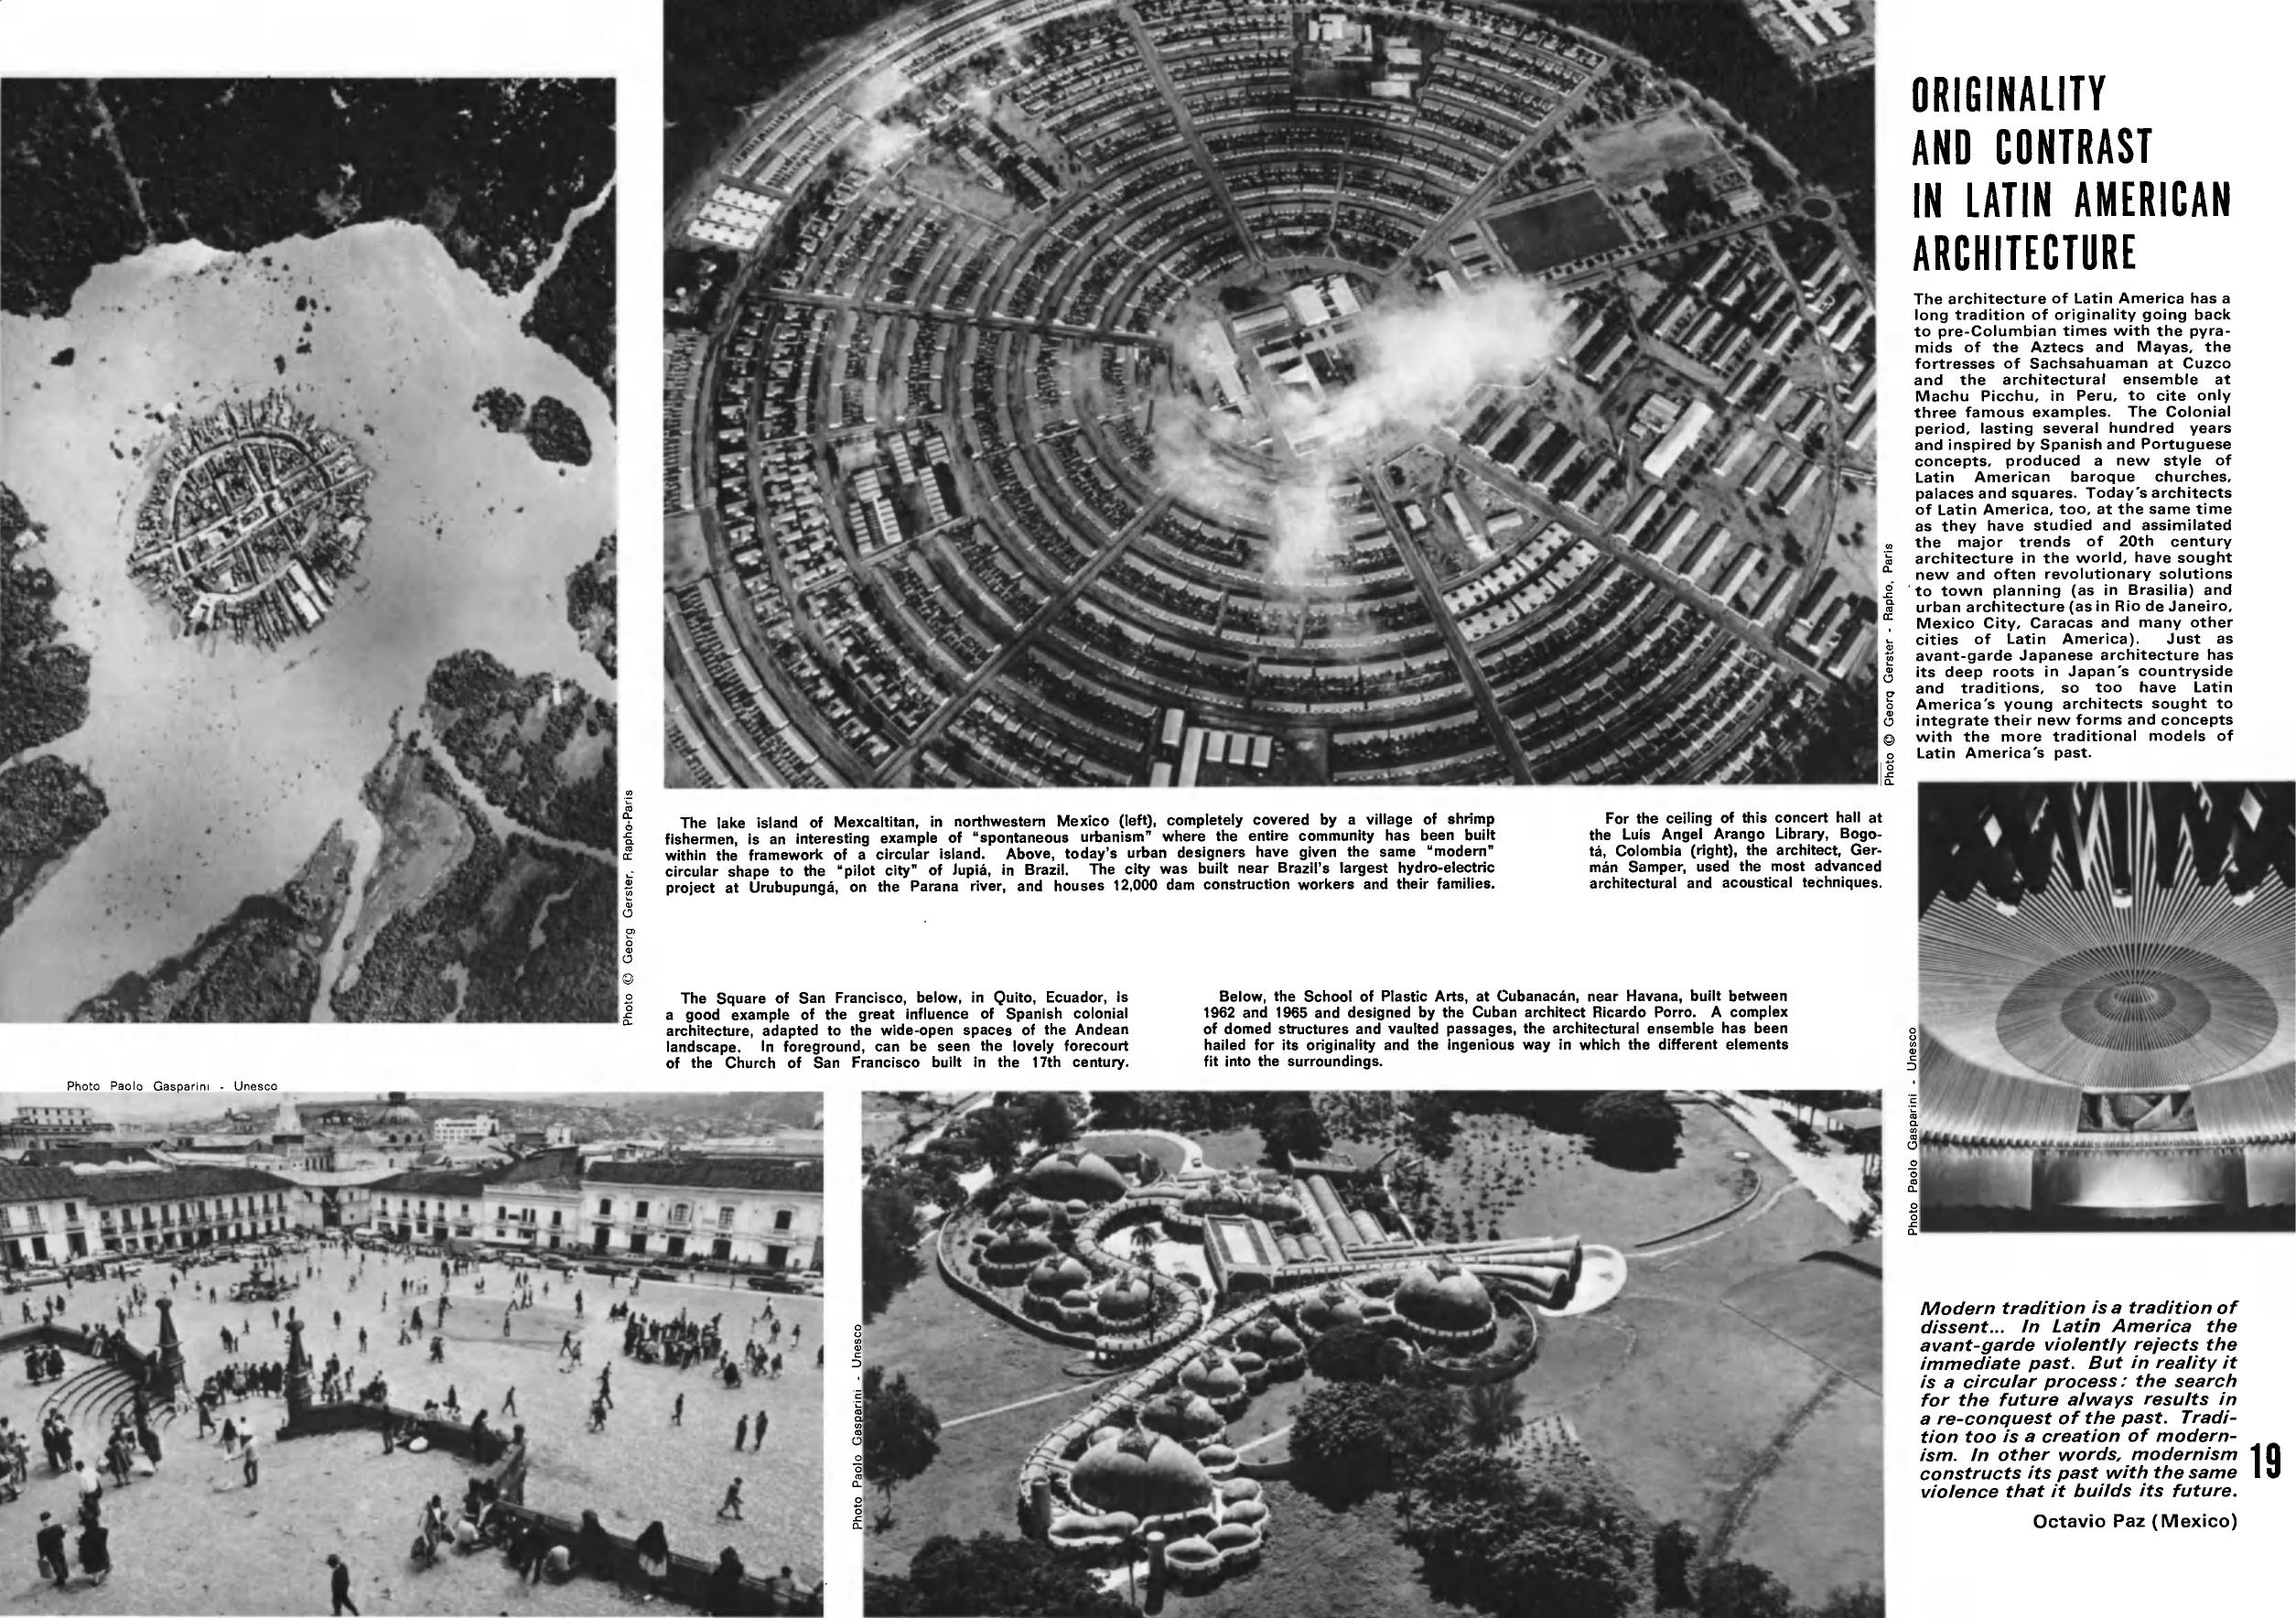 ORIGINALITY
AND CONTRAST
IN LATIN AMERICAN
ARCHITECTURE
The architecture of Latin America has a
long tradition of originality going back
to pre-Columbian times with the pyra-
mids of the Aztecs and Mayas, the
fortresses of Sachsahuaman at Cuzco
and the architectural ensemble at
Machu Picchu, in Peru, to cite only
three famous examples. The Colonial
period, lasting several hundred years
and inspired by Spanish and Portuguese
concepts, produced a new style of
Latin American baroque churches,
palaces and squares. Today's architects
of Latin America, too, at the same time
as they have studied and assimilated
the major trends of 20th century
architecture in the world, have sought
new and often revolutionary solutions
to town planning (as in Brasilia) and
urban architecture (as in Rio de Janeiro,
Mexico City, Caracas and many other
cities of Latin America). Just as
avant-garde Japanese architecture has
its deep roots in Japan's countryside
and traditions, so too have Latin
America's young architects sought to
integrate their new forms and concepts
with the more traditional models of
Latin America's past.
Photo © Georg Gerster, Rapho-Paris
Photo © Georg Gerster - Rapho, Paris
The lake island of Mexcaltitan, in northwestern Mexico (left), completely covered by a village of shrimp
fishermen, is an interesting example of "spontaneous urbanism" where the entire community has been built
within the framework of a circular island. Above, today's urban designers have given the same "modern"
circular shape to the "pilot city" of Jupiá, in Brazil. The city was built near Brazil's largest hydro-electric
project at Urubupungá, on the Parana river, and houses 12,000 dam construction workers and their families.
For the ceiling of this concert hall at
the Luis Angel Arango Library, Bogo-
tá, Colombia (right), the architect, Ger-
mán Samper, used the most advanced
architectural and acoustical techniques.
The Square of San Francisco, below, in Quito, Ecuador, is
a good example of the great influence of Spanish colonial
architecture, adapted to the wide-open spaces of the Andean
landscape. In foreground, can be seen the lovely forecourt
of the Church of San Francisco built in the 17th century.
Below, the School of Plastic Arts, at Cubanacán, near Havana, built between
1962 and 1965 and designed by the Cuban architect Ricardo Porro. A complex
of domed structures and vaulted passages, the architectural ensemble has been
hailed for its originality and the ingenious way in which the different elements
fit into the surroundings.
Photo Paolo Gasparini - Unesco
Photo Paolo Gasparini - Unesco
Photo Paolo Gasparini - Unesco
Modern tradition is a tradition of
dissent... In Latin America the
avant-garde violently rejects the
immediate past. But in reality it
is a circular process : the search
for the future always results in
a re-conquest of the past. Tradi-
tion too is a creation of modern-
ism. In other words, modernism
constructs its past with the same
violence that it builds its future.
Octavio Paz (Mexico)
19